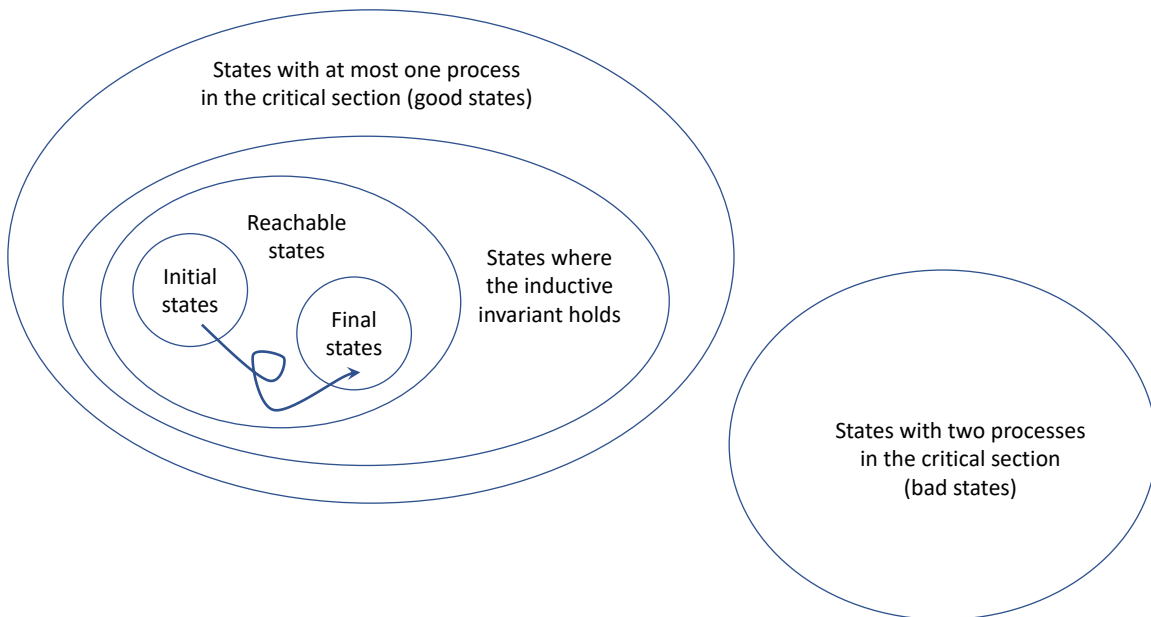 States with at most one process
in the critical section (good states)
Reachable
states
Initial
states
States where
the inductive
invariant holds
Final
states
States with two processes
in the critical section
(bad states)